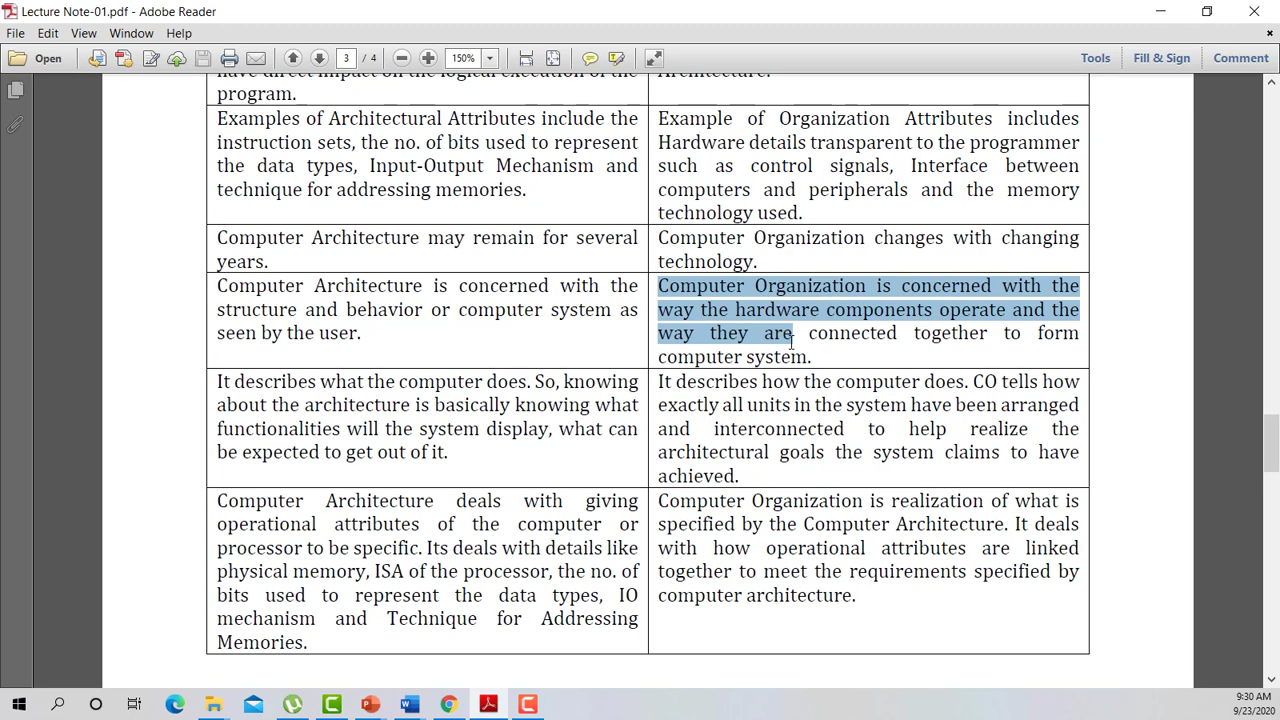 Lecture Note-01.pdf - Adobe Reader
File Edit View Window Help
Open 3 / 4 150% Tools Fill & Sign Comment
have direct impact on the logical execution of the
program.
Architecture.
Examples of Architectural Attributes include the
instruction sets, the no. of bits used to represent
the data types, Input-Output Mechanism and
technique for addressing memories.
Example of Organization Attributes includes
Hardware details transparent to the programmer
such as control signals, Interface between
computers and peripherals and the memory
technology used.
Computer Architecture may remain for several
years.
Computer Organization changes with changing
technology.
Computer Architecture is concerned with the
structure and behavior or computer system as
seen by the user.
Computer Organization is concerned with the
way the hardware components operate and the
way they are connected together to form
computer system.
It describes what the computer does. So, knowing
about the architecture is basically knowing what
functionalities will the system display, what can
be expected to get out of it.
It describes how the computer does. CO tells how
exactly all units in the system have been arranged
and interconnected to help realize the
architectural goals the system claims to have
achieved.
Computer Architecture deals with giving
operational attributes of the computer or
processor to be specific. Its deals with details like
physical memory, ISA of the processor, the no. of
bits used to represent the data types, IO
mechanism and Technique for Addressing
Memories.
Computer Organization is realization of what is
specified by the Computer Architecture. It deals
with how operational attributes are linked
together to meet the requirements specified by
computer architecture.
9:30 AM
9/23/2020